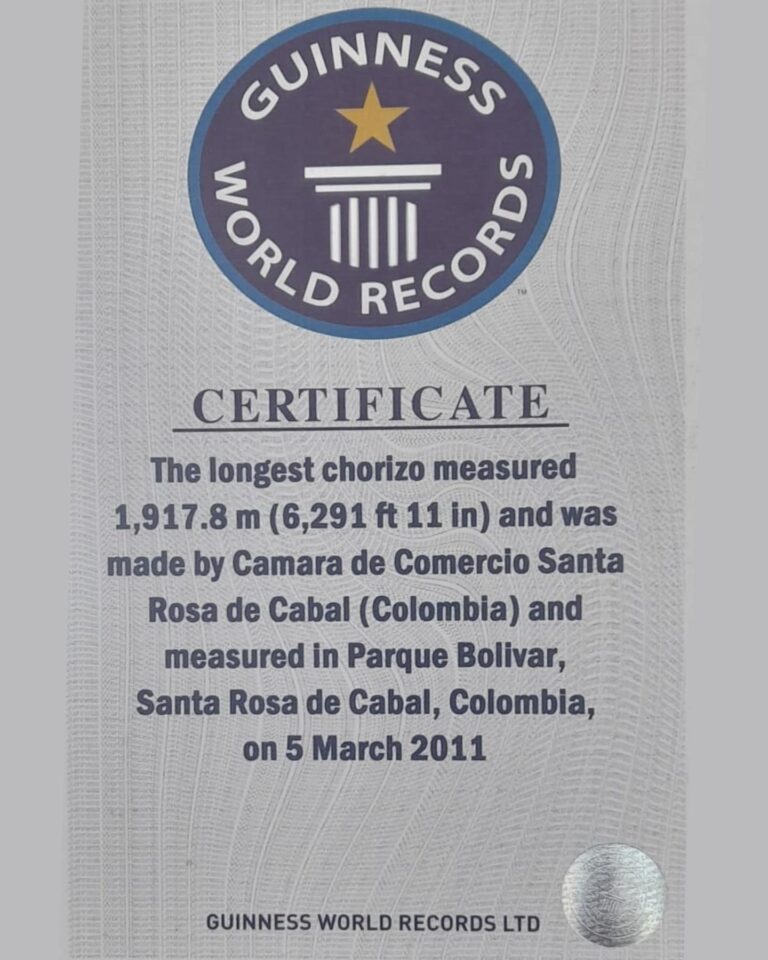 GUINNESS
WORLD RECORDS
TM
CERTIFICATE
The longest chorizo measured
1,917.8 m (6,291 ft 11 in) and was
made by Camara de Comercio Santa
Rosa de Cabal (Colombia) and
measured in Parque Bolivar,
Santa Rosa de Cabal, Colombia,
on 5 March 2011
GUINNESS WORLD RECORDS LTD